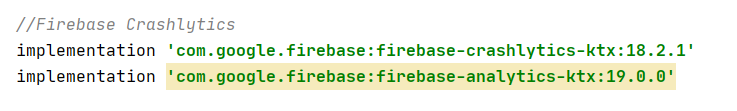 //Firebase Crashlytics
implementation 'com.google.firebase:firebase-crashlytics-ktx:18.2.1'
implementation 'com.google.firebase:firebase-analytics-ktx:19.0.0'